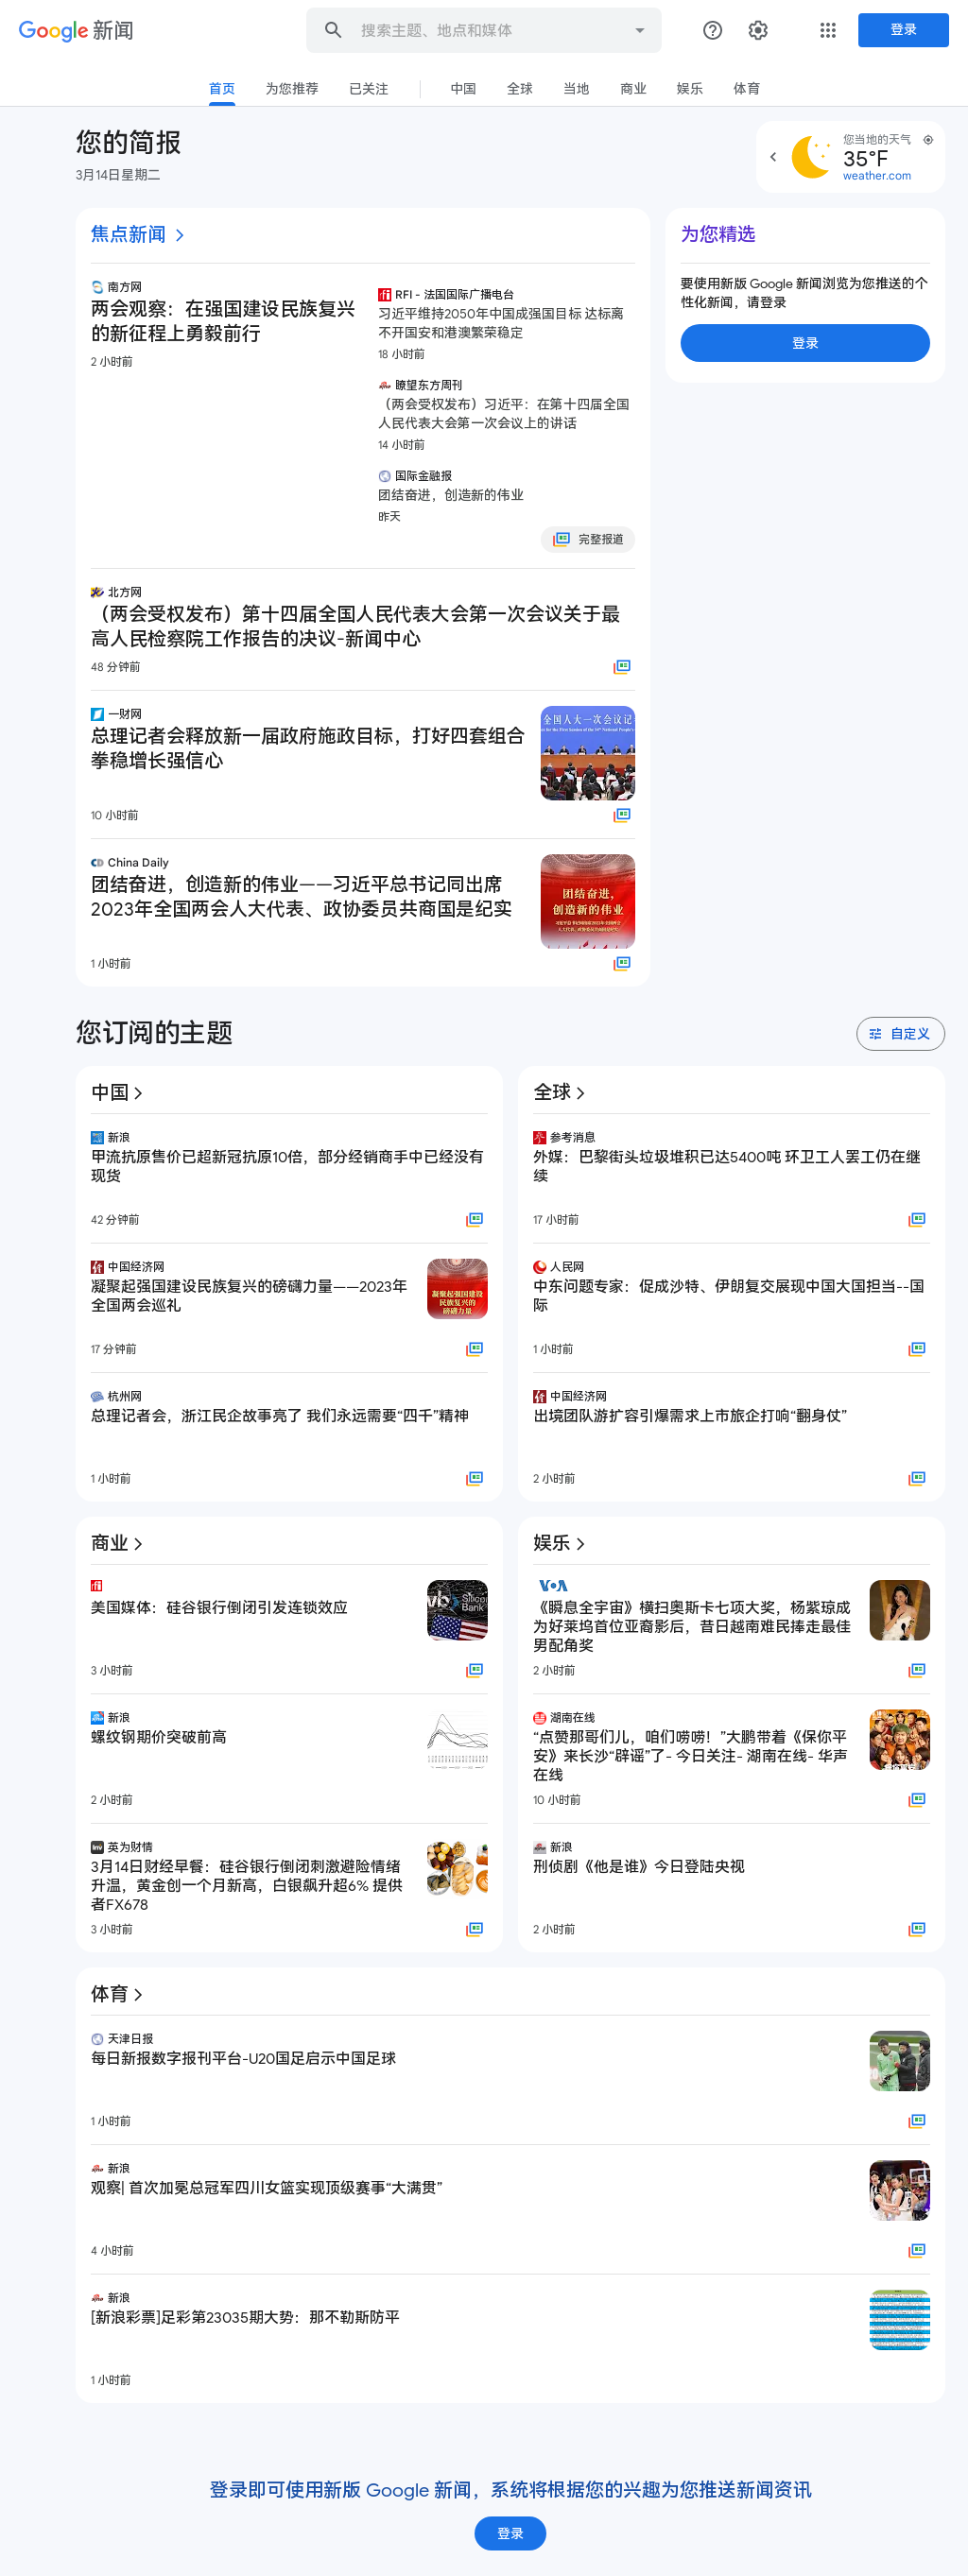 Google 新闻
搜索主题、地点和媒体
登录
首页
为您推荐
已关注
中国
全球
当地
商业
娱乐
体育
您的简报
3月14日星期二
您当地的天气
35°F
weather.com
焦点新闻
南方网
两会观察：在强国建设民族复兴
的新征程上勇毅前行
2 小时前
RFI - 法国国际广播电台
习近平维持2050年中国成强国目标 达标离
不开国安和港澳繁荣稳定
18 小时前
瞭望东方周刊
（两会受权发布）习近平：在第十四届全国
人民代表大会第一次会议上的讲话
14 小时前
国际金融报
团结奋进，创造新的伟业
昨天
完整报道
为您精选
要使用新版 Google 新闻浏览为您推送的个
性化新闻，请登录
登录
北方网
（两会受权发布）第十四届全国人民代表大会第一次会议关于最
高人民检察院工作报告的决议-新闻中心
48 分钟前
一财网
总理记者会释放新一届政府施政目标，打好四套组合
拳稳增长强信心
10 小时前
全国人大一次会议记
China Daily
团结奋进，创造新的伟业——习近平总书记同出席
2023年全国两会人大代表、政协委员共商国是纪实
1 小时前
团结奋进，
创造新的伟业
您订阅的主题
自定义
中国
新浪
甲流抗原售价已超新冠抗原10倍，部分经销商手中已经没有
现货
42 分钟前
中国经济网
凝聚起强国建设民族复兴的磅礴力量——2023年
全国两会巡礼
17 分钟前
凝聚起强国建设
民族复兴的
磅礴力量
杭州网
总理记者会，浙江民企故事亮了 我们永远需要“四千”精神
1 小时前
全球
参考消息
外媒：巴黎街头垃圾堆积已达5400吨 环卫工人罢工仍在继
续
17 小时前
人民网
中东问题专家：促成沙特、伊朗复交展现中国大国担当--国
际
1 小时前
中国经济网
出境团队游扩容引爆需求上市旅企打响“翻身仗”
2 小时前
商业
美国媒体：硅谷银行倒闭引发连锁效应
3 小时前
Silicon
Bank
新浪
螺纹钢期价突破前高
2 小时前
英为财情
3月14日财经早餐：硅谷银行倒闭刺激避险情绪
升温，黄金创一个月新高，白银飙升超6% 提供
者FX678
3 小时前
娱乐
VOA
《瞬息全宇宙》横扫奥斯卡七项大奖，杨紫琼成
为好莱坞首位亚裔影后，昔日越南难民捧走最佳
男配角奖
2 小时前
湖南在线
“点赞那哥们儿，咱们唠唠！”大鹏带着《保你平
安》来长沙“辟谣”了- 今日关注- 湖南在线- 华声
在线
10 小时前
新浪
刑侦剧《他是谁》今日登陆央视
2 小时前
体育
天津日报
每日新报数字报刊平台-U20国足启示中国足球
1 小时前
新浪
观察| 首次加冕总冠军四川女篮实现顶级赛事“大满贯”
4 小时前
新浪
[新浪彩票]足彩第23035期大势：那不勒斯防平
1 小时前
登录即可使用新版 Google 新闻，系统将根据您的兴趣为您推送新闻资讯
登录